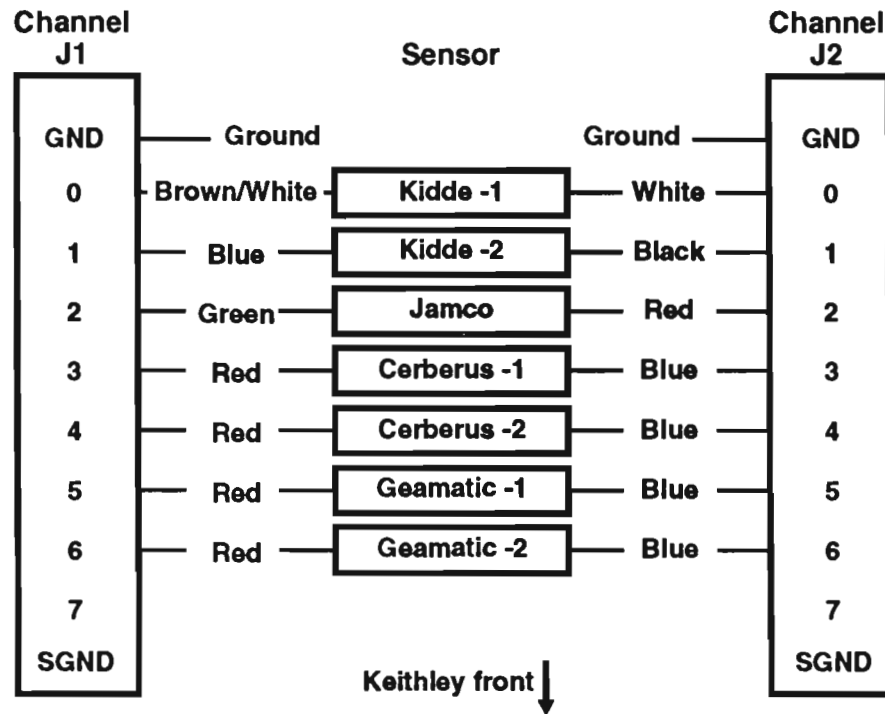 Channel J1 Sensor Channel J2
GND Ground Ground GND
0 Brown/White Kidde -1 White 0
1 Blue Kidde -2 Black 1
2 Green Jamco Red 2
3 Red Cerberus -1 Blue 3
4 Red Cerberus -2 Blue 4
5 Red Geamatic -1 Blue 5
6 Red Geamatic -2 Blue 6
7 7
SGND SGND
Keithley front